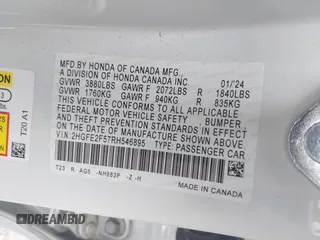 MFD. BY HONDA OF CANADA MFG.,
A DIVISION OF HONDA CANADA INC. 01/'24
GVWR 3880LBS GAWR F 2072LBS R 1840LBS
GVWR 1760KG GAWR F 940KG R 835KG
THIS VEHICLE CONFORMS TO ALL APPLICABLE
FEDERAL MOTOR VEHICLE SAFETY, BUMPER,
AND THEFT PREVENTION STANDARDS IN EFFECT
ON THE DATE OF MANUFACTURE SHOWN ABOVE.
V.I.N:2HGFE2F57RH546895 TYPE: PASSENGER CAR
T23 R AG5 -NH883P -Z -H
MADE IN CANADA
T20 A1
DREAMBID